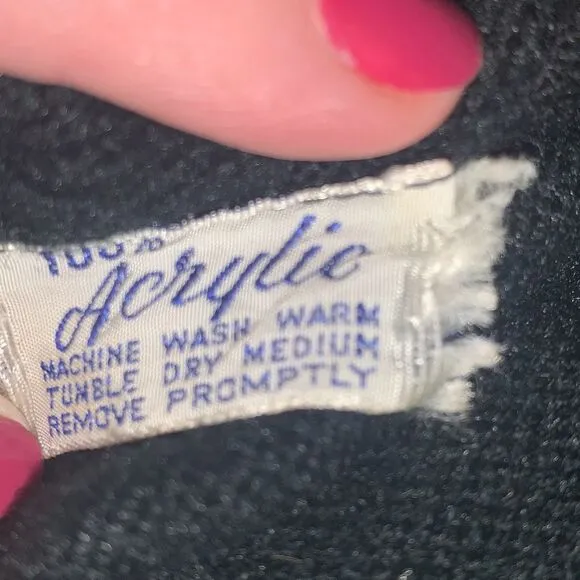 100%
Acrylic
MACHINE WASH WARM
TUMBLE DRY MEDIUM
REMOVE PROMPTLY